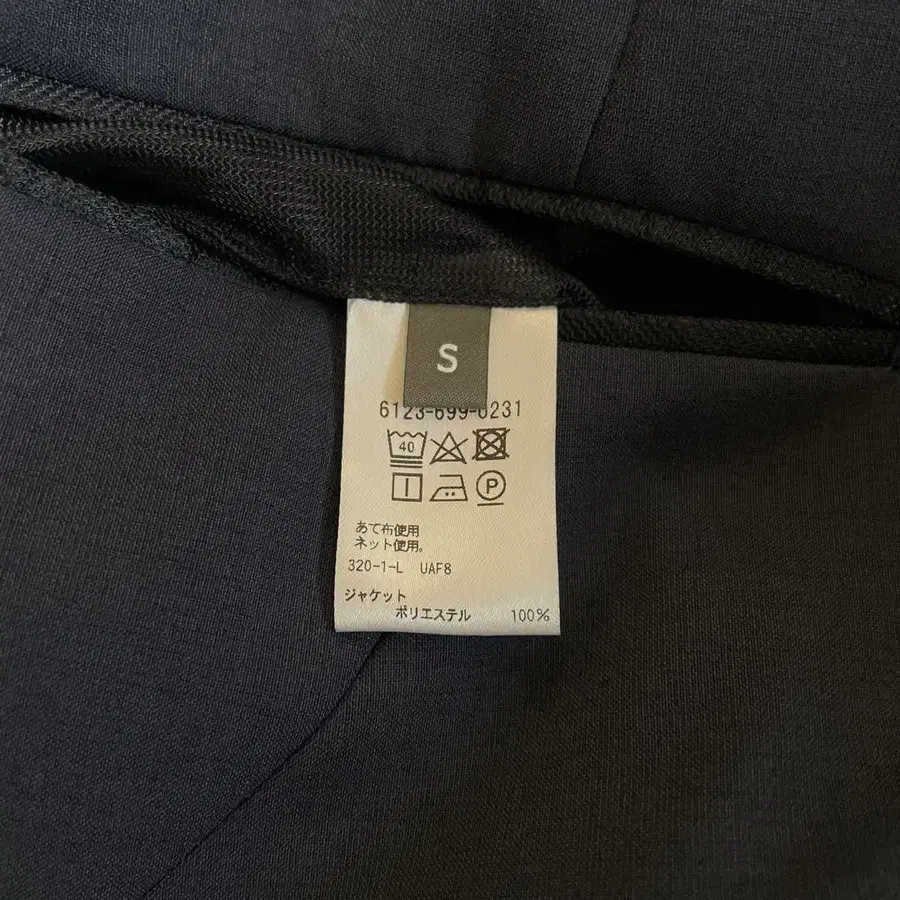 S
6123-699-0231
40
P
あて布使用
ネット使用。
320-1-L UAF8
ジャケット
ポリエステル 100%